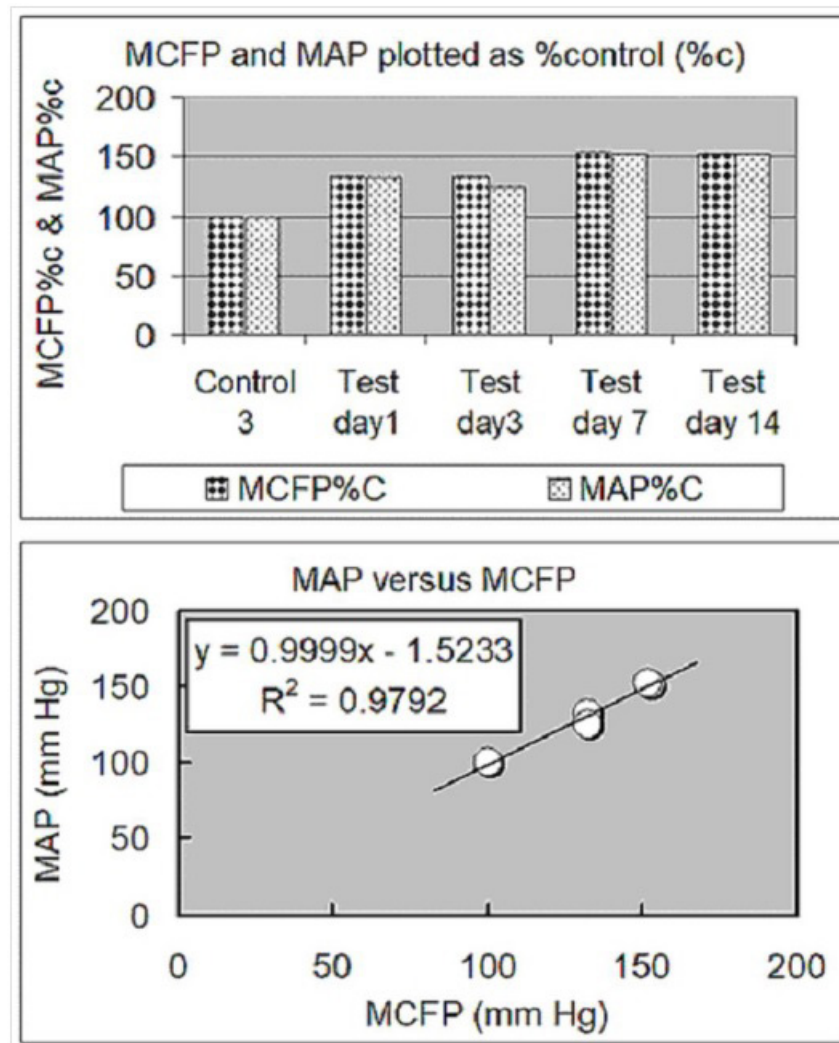 MCFP and MAP plotted as %control (%c)
MCFP%c & MAP%c
200
150
100
50
0
Control
3
Test
day1
Test
day3
Test
day 7
Test
day 14
MCFP%C MAP%C
MAP versus MCFP
MAP (mm Hg)
200
150
100
50
0
y = 0.9999x - 1.5233
R² = 0.9792
0 50 100 150 200
MCFP (mm Hg)